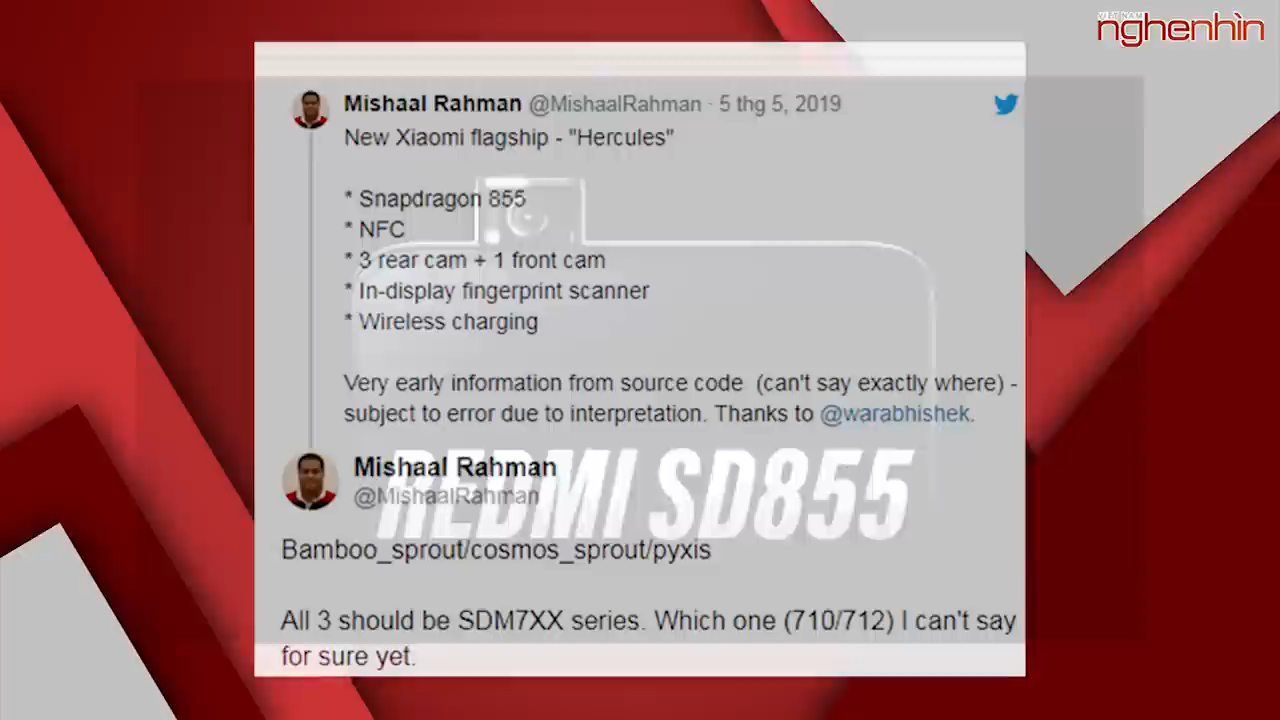 VIỆT NAM
nghenhìn
Mishaal Rahman @MishaalRahman · 5 thg 5, 2019
New Xiaomi flagship - "Hercules"
* Snapdragon 855
* NFC
* 3 rear cam + 1 front cam
* In-display fingerprint scanner
* Wireless charging
Very early information from source code (can't say exactly where) -
subject to error due to interpretation. Thanks to @warabhishek.
Mishaal Rahman
@MishaalRahman
REDMI SD855
Bamboo_sprout/cosmos_sprout/pyxis
All 3 should be SDM7XX series. Which one (710/712) I can't say
for sure yet.